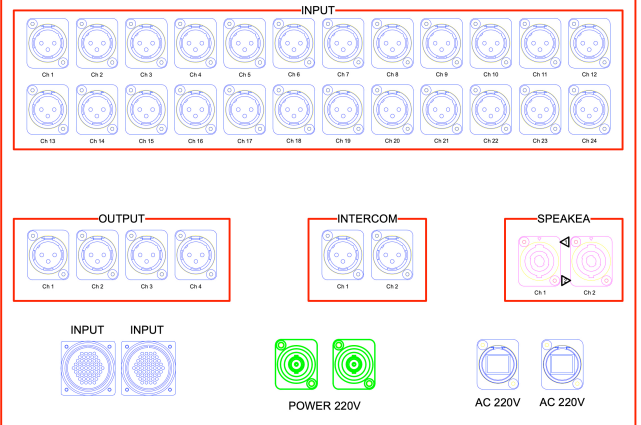 INPUT
Ch 1 Ch 2 Ch 3 Ch 4 Ch 5 Ch 6 Ch 7 Ch 8 Ch 9 Ch 10 Ch 11 Ch 12
Ch 13 Ch 14 Ch 15 Ch 16 Ch 17 Ch 18 Ch 19 Ch 20 Ch 21 Ch 22 Ch 23 Ch 24
OUTPUT INTERCOM SPEAKEA
Ch 1 Ch 2 Ch 3 Ch 4 Ch 1 Ch 2 Ch 1 Ch 2
INPUT INPUT
POWER 220V AC 220V AC 220V